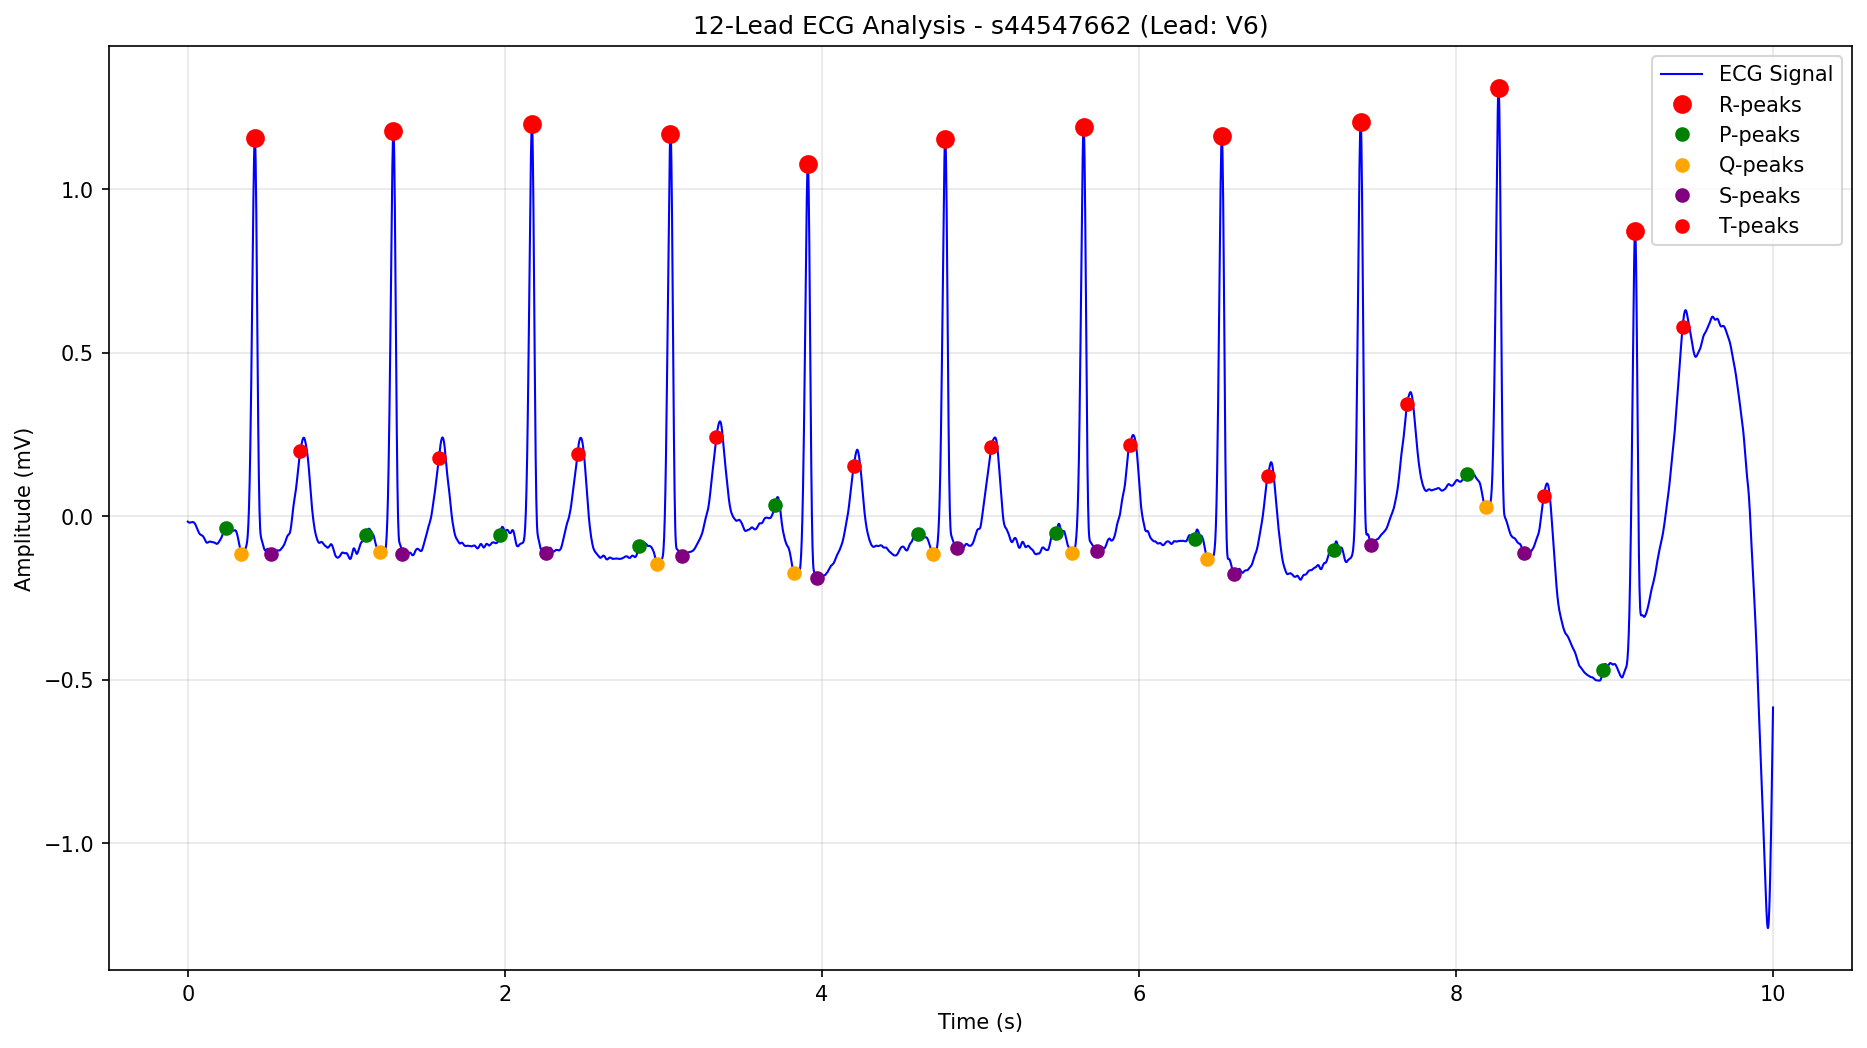 12-Lead ECG Analysis - s44547662 (Lead: V6)
ECG Signal
R-peaks
P-peaks
Q-peaks
S-peaks
T-peaks
Amplitude (mV)
1.0
0.5
0.0
−0.5
−1.0
0 2 4 6 8 10
Time (s)